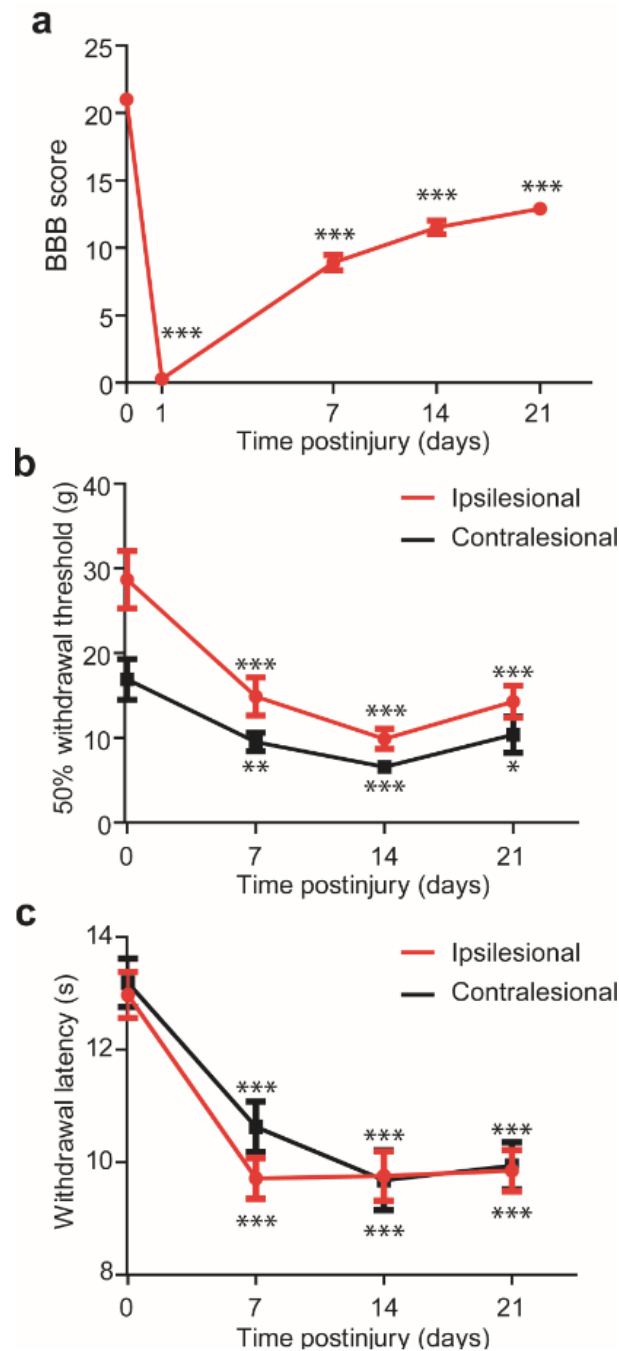 a
25
20
15
10
5
0
BBB score
***
***
***
***
0 1 7 14 21
Time postinjury (days)
b
40
30
20
10
0
50% withdrawal threshold (g)
Ipsilesional
Contralesional
***
***
***
**
***
*
0 7 14 21
Time postinjury (days)
c
14
12
10
8
Withdrawal latency (s)
Ipsilesional
Contralesional
***
***
***
***
***
***
0 7 14 21
Time postinjury (days)